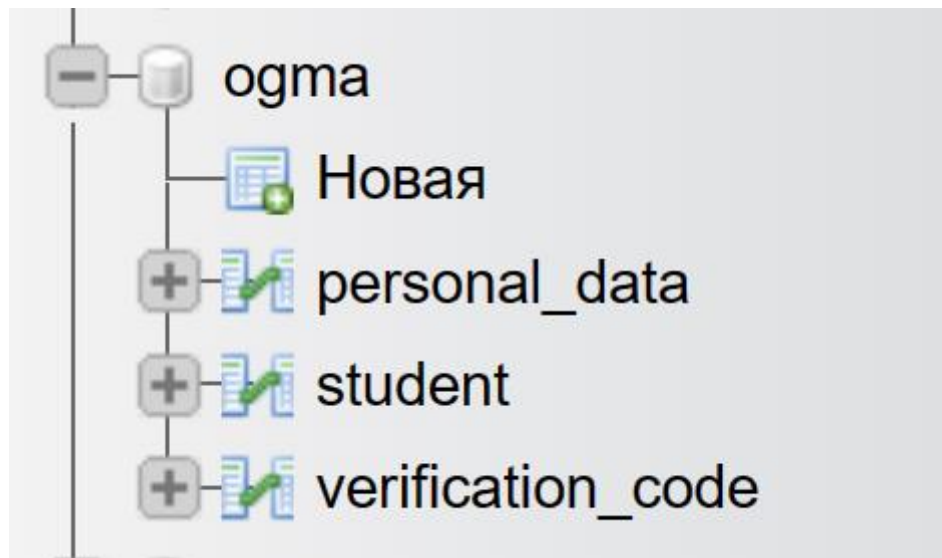 ogma
Новая
personal_data
student
verification_code